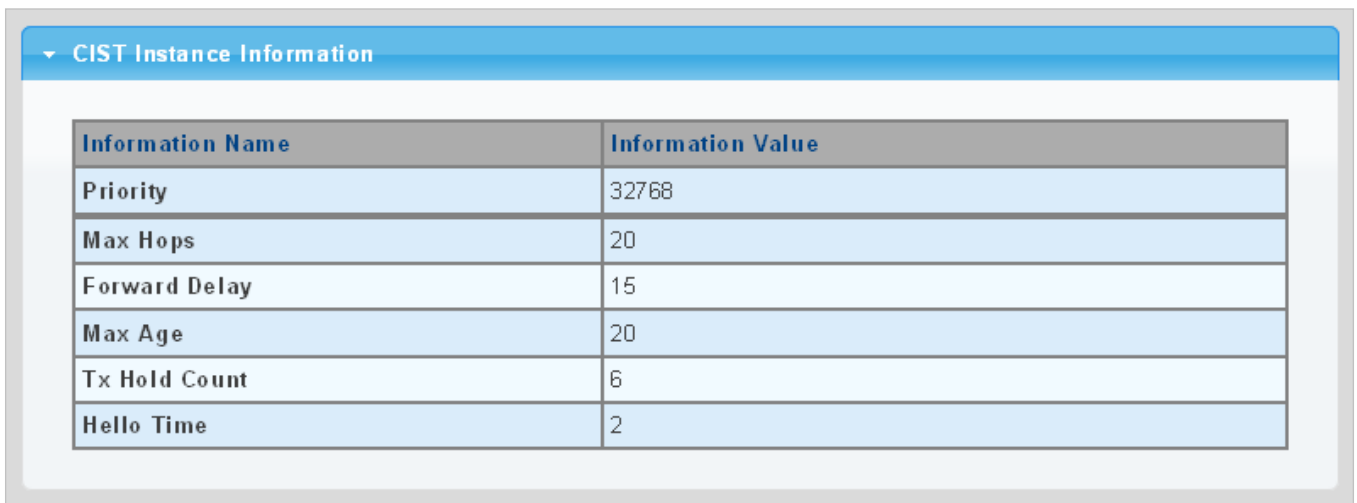 CIST Instance Information
Information Name Information Value
Priority 32768
Max Hops 20
Forward Delay 15
Max Age 20
Tx Hold Count 6
Hello Time 2